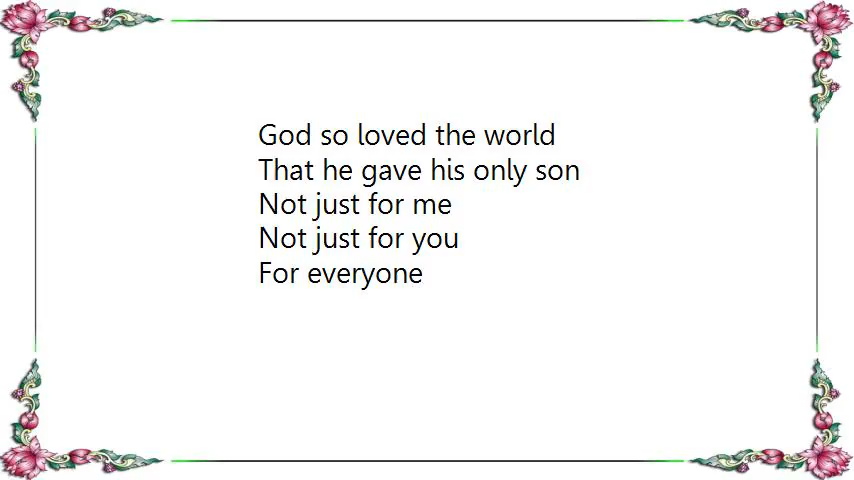 God so loved the world
That he gave his only son
Not just for me
Not just for you
For everyone